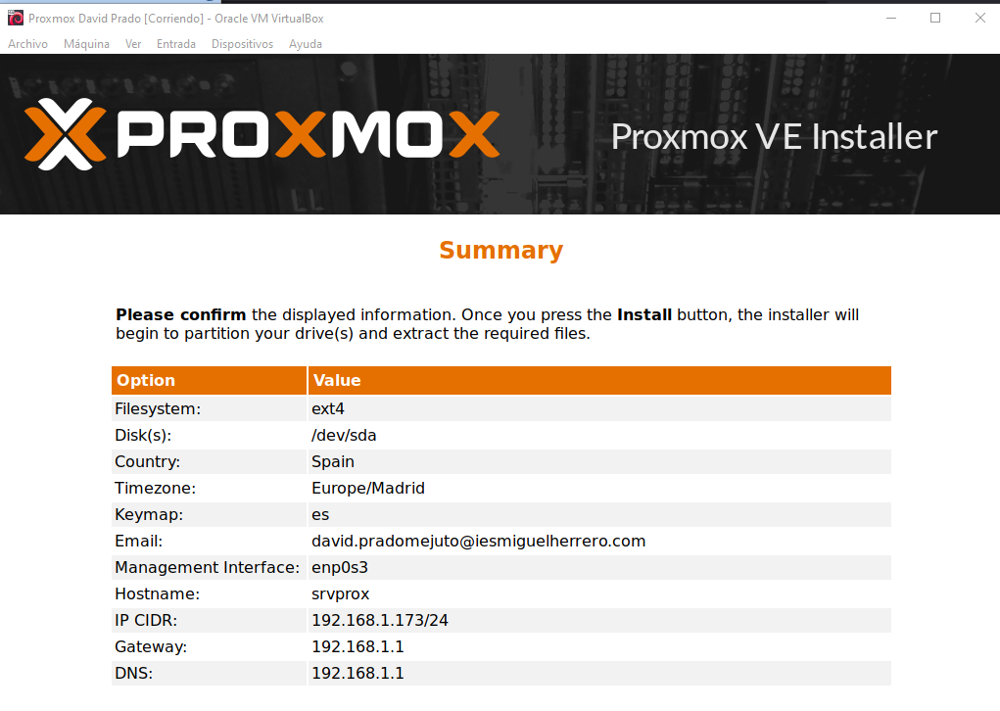 Proxmox David Prado [Corriendo] - Oracle VM VirtualBox
Archivo Máquina Ver Entrada Dispositivos Ayuda
PROXMOX
Proxmox VE Installer
Summary
Please confirm the displayed information. Once you press the Install button, the installer will
begin to partition your drive(s) and extract the required files.
Option Value
Filesystem: ext4
Disk(s): /dev/sda
Country: Spain
Timezone: Europe/Madrid
Keymap: es
Email: david.pradomejuto@iesmiguelherrero.com
Management Interface: enp0s3
Hostname: srvprox
IP CIDR: 192.168.1.173/24
Gateway: 192.168.1.1
DNS: 192.168.1.1